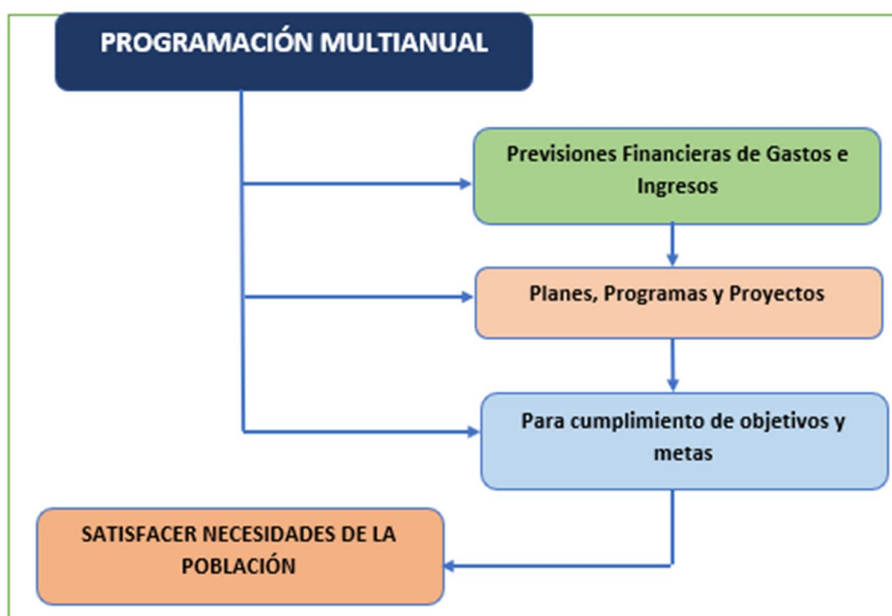 PROGRAMACIÓN MULTIANUAL
Previsiones Financieras de Gastos e
Ingresos
Planes, Programas y Proyectos
Para cumplimiento de objetivos y
metas
SATISFACER NECESIDADES DE LA
POBLACIÓN